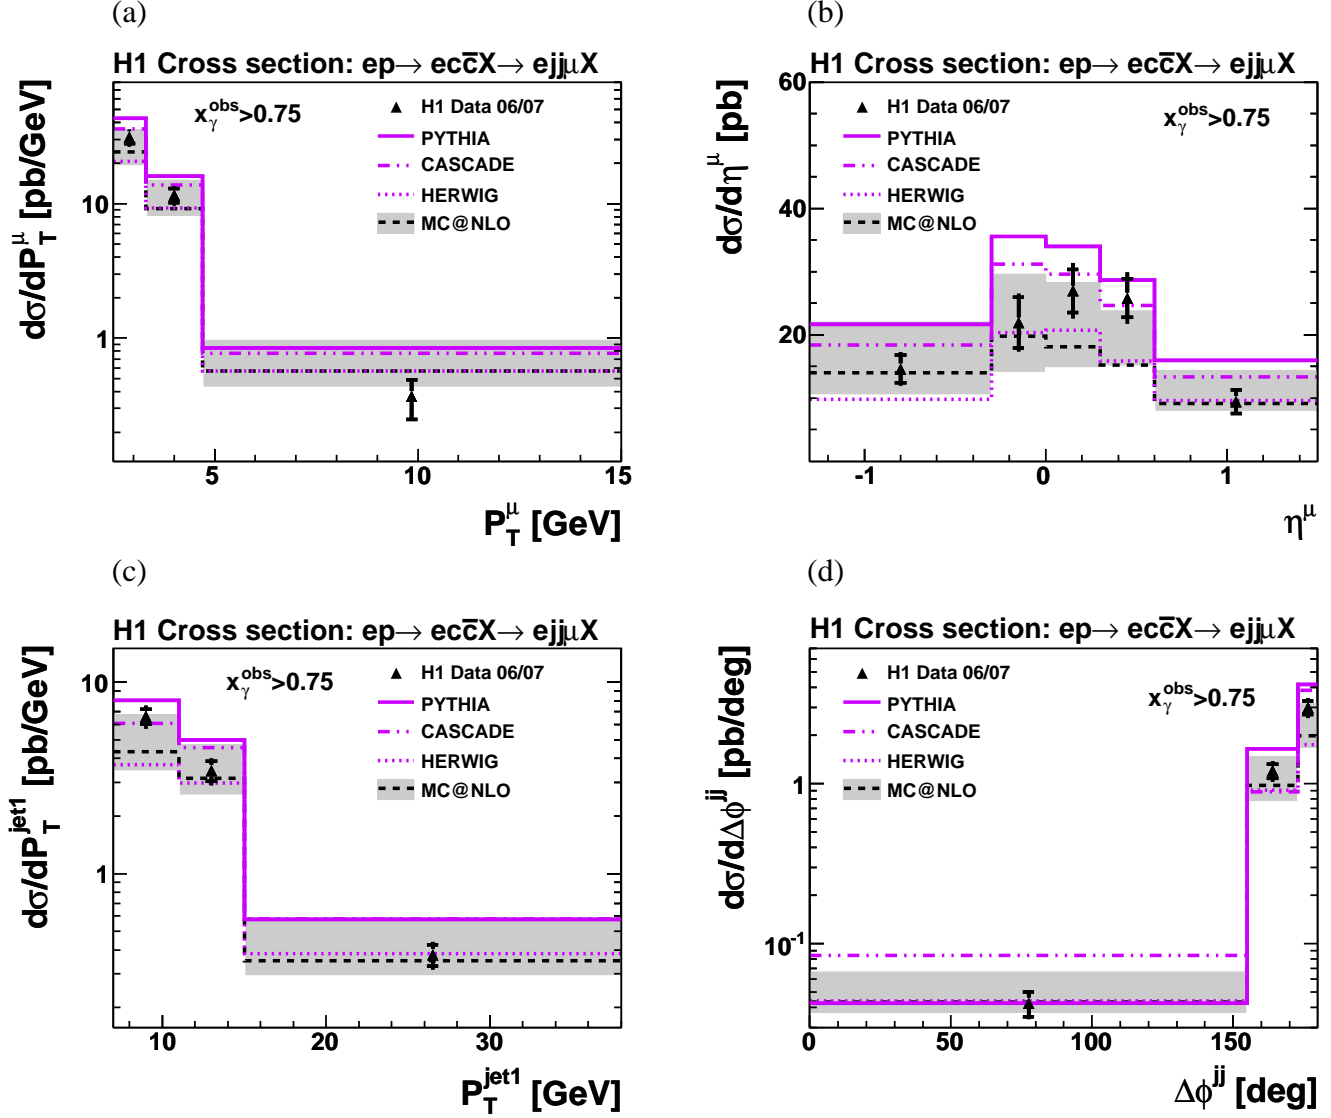 (a)
H1 Cross section: ep→ ecc̅X→ ejjμX
dσ/dP_T^μ [pb/GeV]
x_γ^obs>0.75
H1 Data 06/07
PYTHIA
CASCADE
HERWIG
MC@NLO
10
1
5 10 15
P_T^μ [GeV]
(b)
H1 Cross section: ep→ ecc̅X→ ejjμX
dσ/dη^μ [pb]
x_γ^obs>0.75
H1 Data 06/07
PYTHIA
CASCADE
HERWIG
MC@NLO
60
40
20
0
-1 0 1
η^μ
(c)
H1 Cross section: ep→ ecc̅X→ ejjμX
dσ/dP_T^jet1 [pb/GeV]
x_γ^obs>0.75
H1 Data 06/07
PYTHIA
CASCADE
HERWIG
MC@NLO
10
1
10 20 30
P_T^jet1 [GeV]
(d)
H1 Cross section: ep→ ecc̅X→ ejjμX
dσ/dΔϕ^jj [pb/deg]
x_γ^obs>0.75
H1 Data 06/07
PYTHIA
CASCADE
HERWIG
MC@NLO
1
10^-1
0 50 100 150
Δϕ^jj [deg]